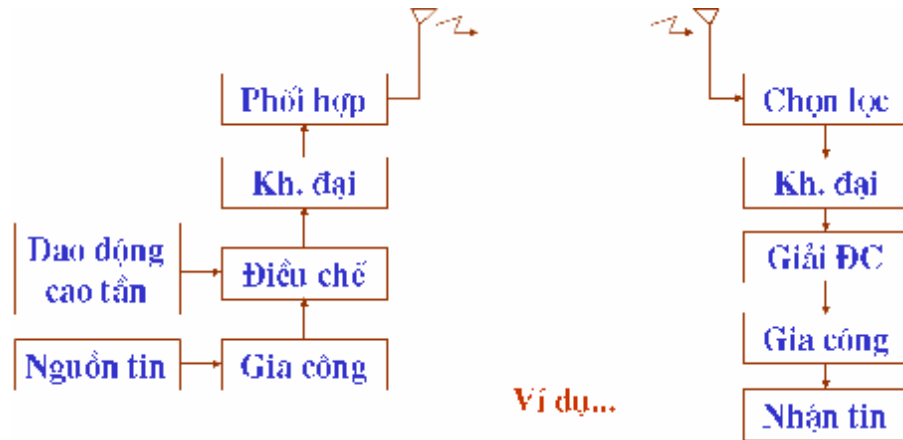 Phối hợp
Kh. đại
Dao động
cao tần
Điều chế
Nguồn tin
Gia công
Ví dụ...
Chọn lọc
Kh. đại
Giải ĐC
Gia công
Nhận tin